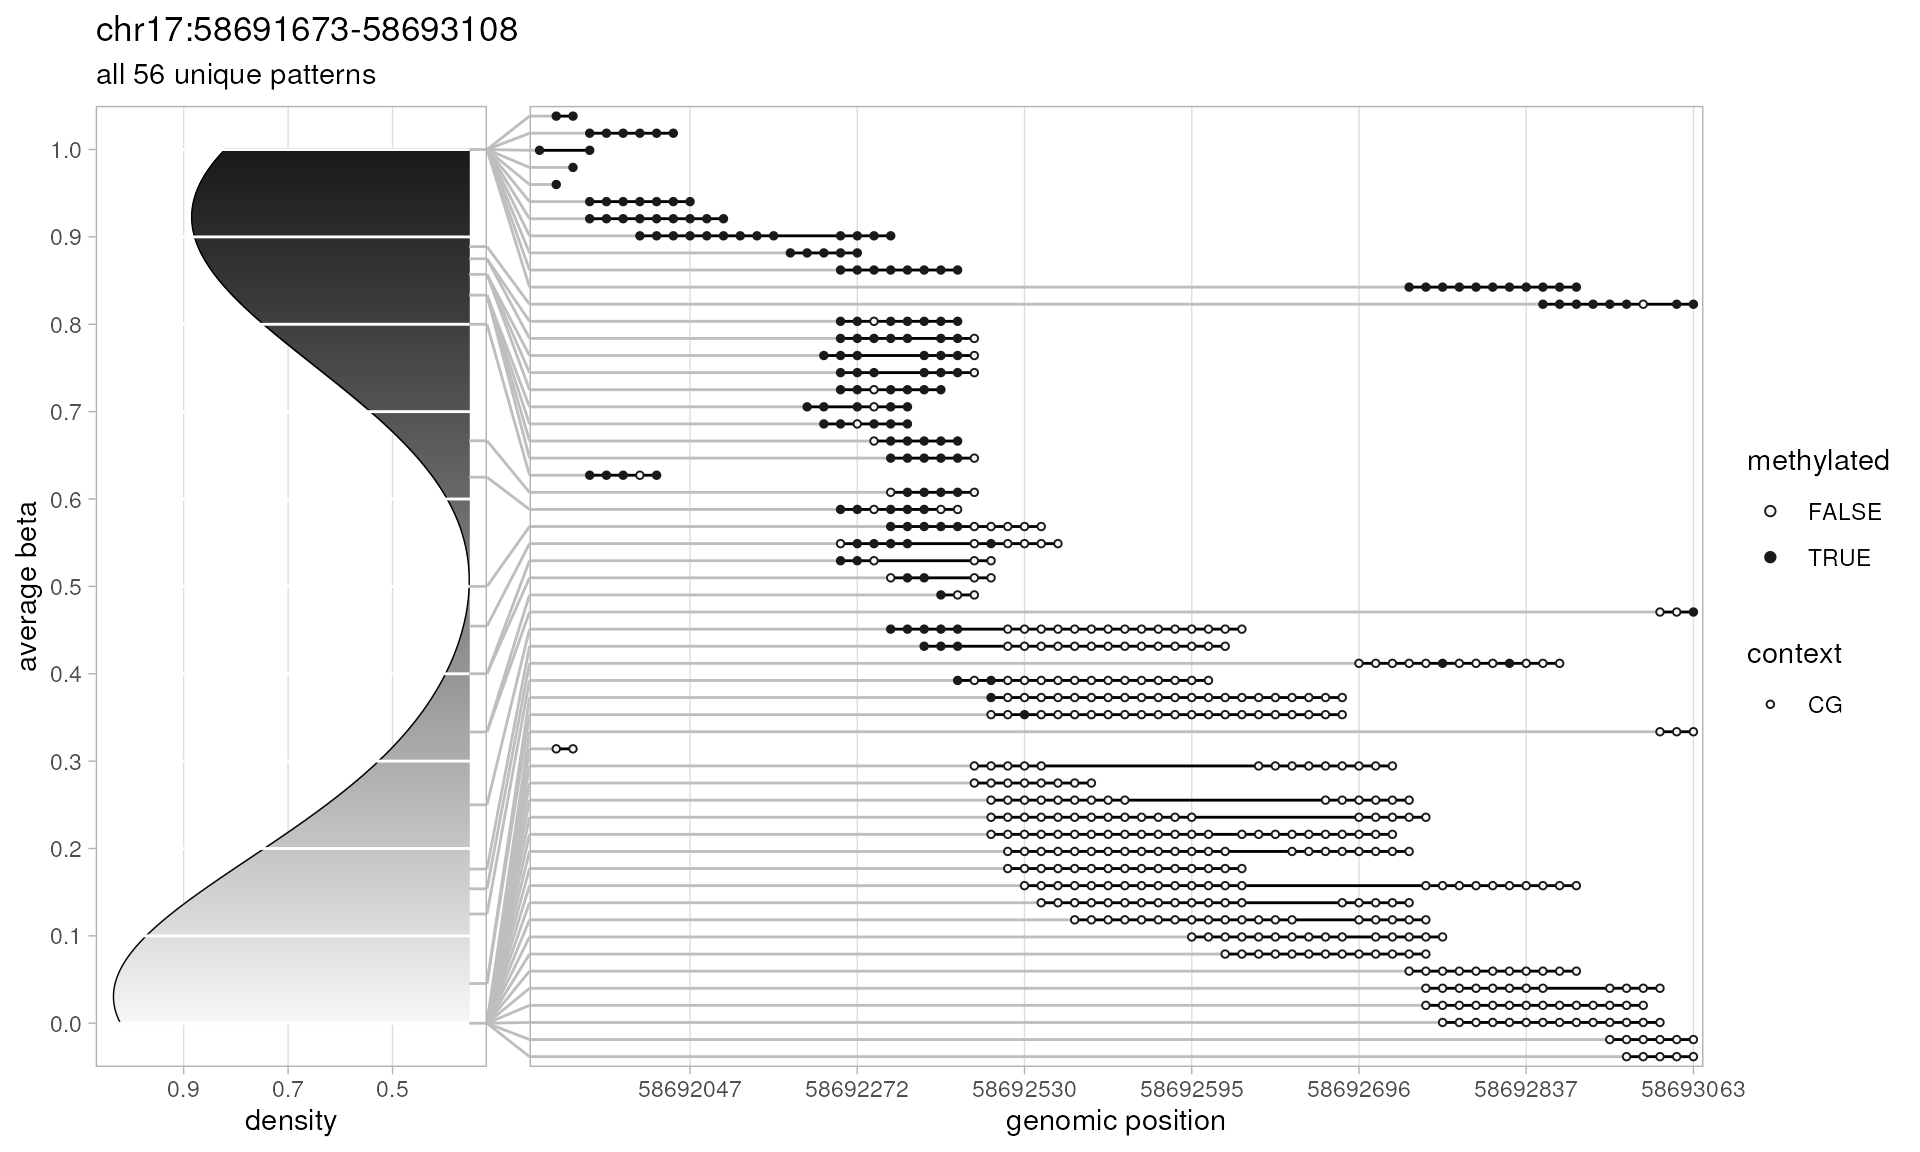 chr17:58691673-58693108
all 56 unique patterns
average beta
1.0
0.9
0.8
0.7
0.6
0.5
0.4
0.3
0.2
0.1
0.0
0.9 0.7 0.5
density
58692047 58692272 58692530 58692595 58692696 58692837 58693063
genomic position
methylated
FALSE
TRUE
context
CG